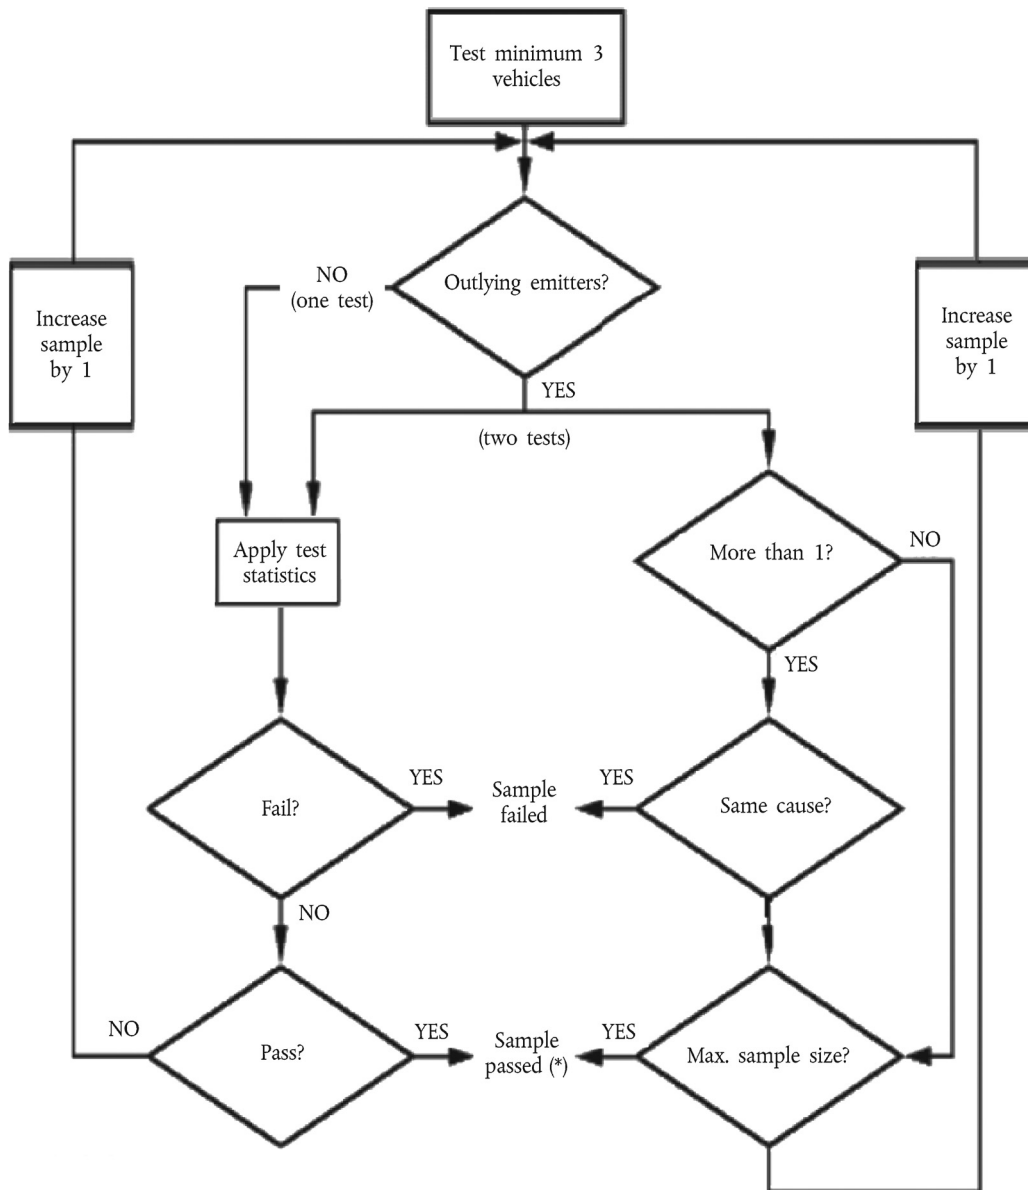 Test minimum 3
vehicles
Outlying emitters?
NO
(one test)
Increase
sample
by 1
Increase
sample
by 1
YES
(two tests)
Apply test
statistics
More than 1?
NO
YES
Fail?
YES
Sample
failed
YES
Same cause?
NO
Pass?
NO
YES
Sample
passed (*)
YES
Max. sample size?